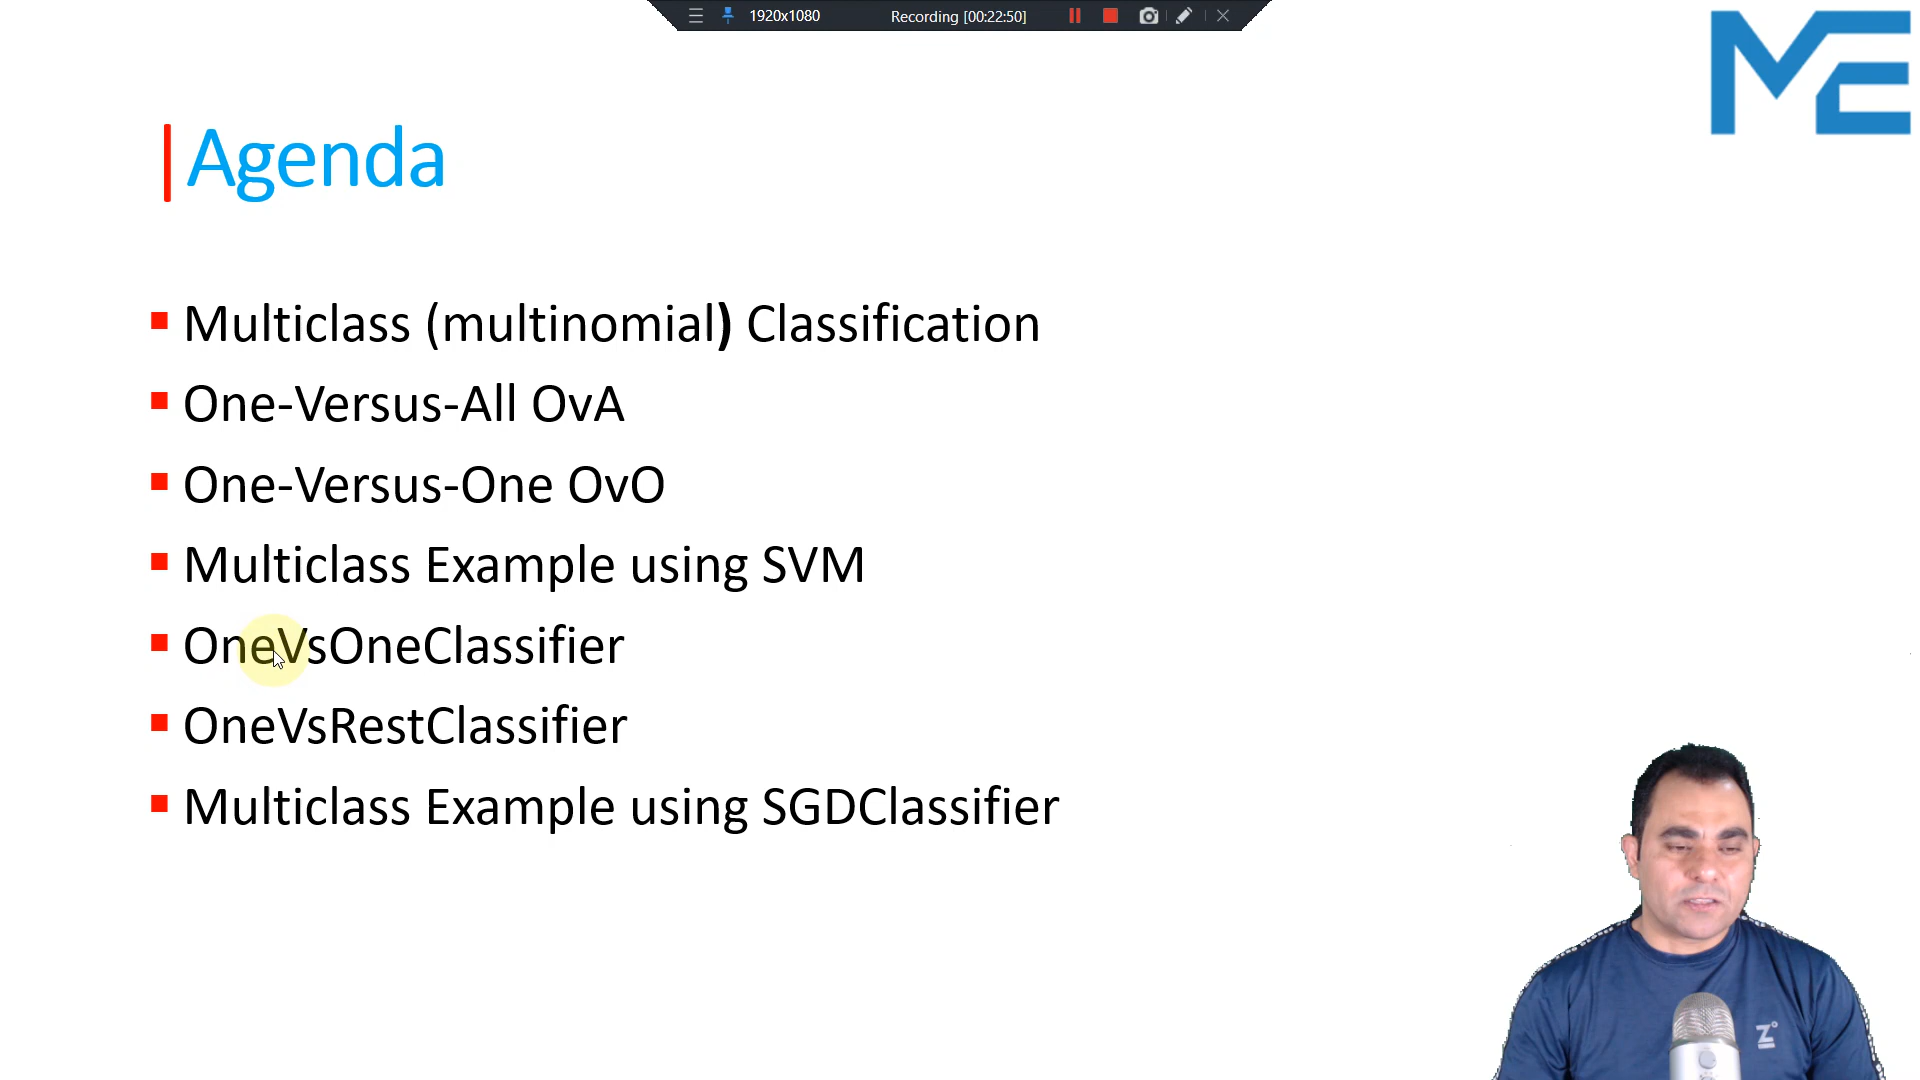 1920x1080 Recording [00:22:50]
ME
Agenda
Multiclass (multinomial) Classification
One-Versus-All OvA
One-Versus-One OvO
Multiclass Example using SVM
OneVsOneClassifier
OneVsRestClassifier
Multiclass Example using SGDClassifier
Z°